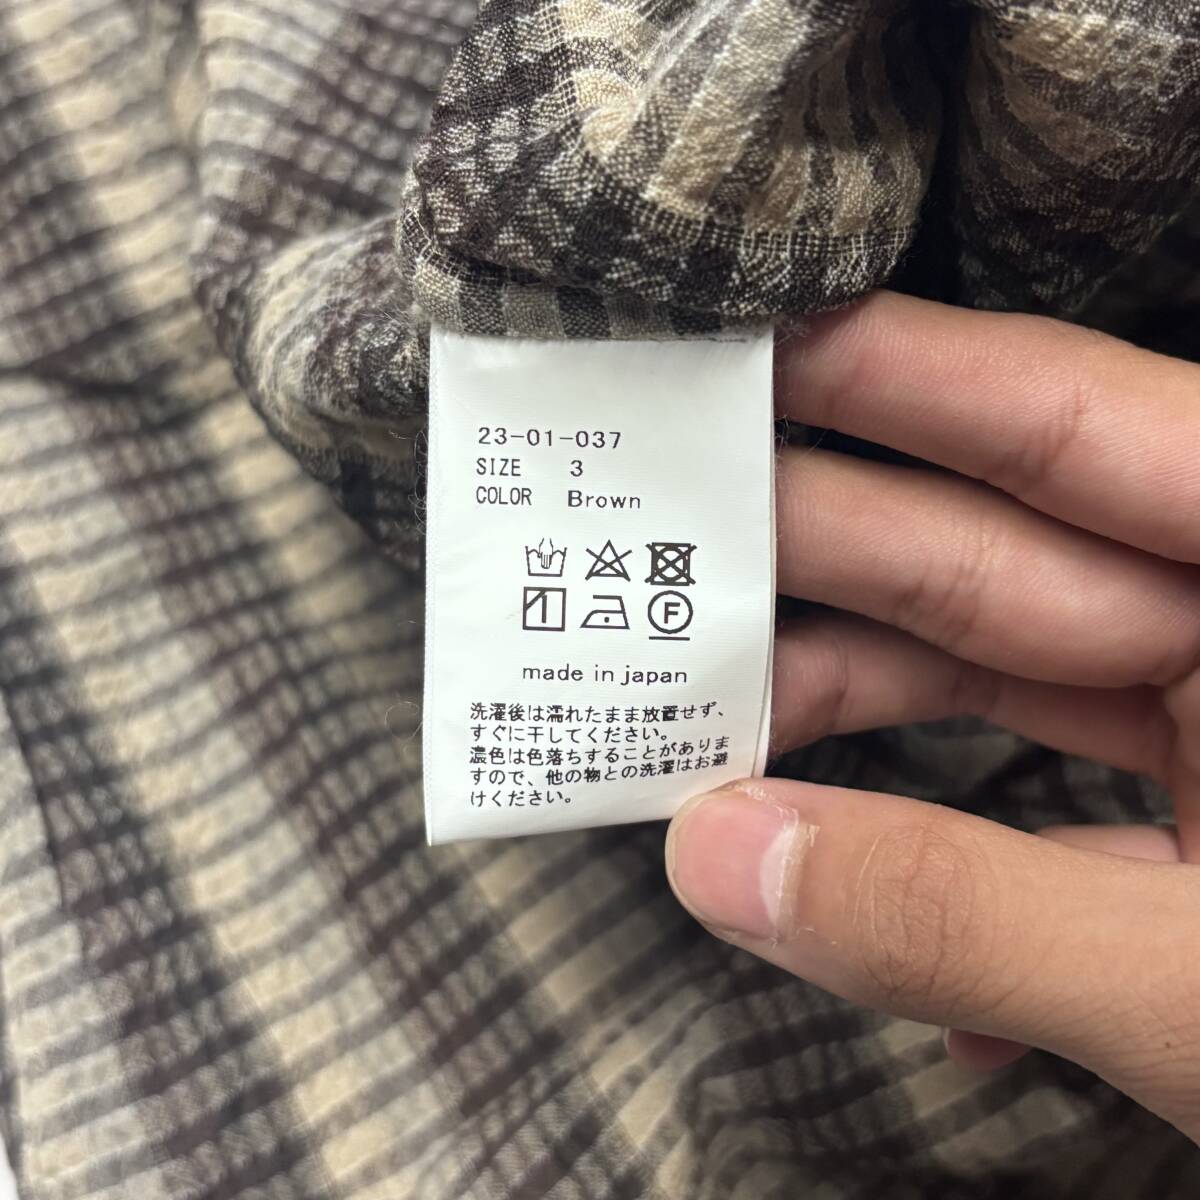 23-01-037
SIZE 3
COLOR Brown
F
made in japan
洗濯後は濡れたまま放置せず、
すぐに干してください。
濃色は色落ちすることがありま
すので、他の物との洗濯はお避
けください。